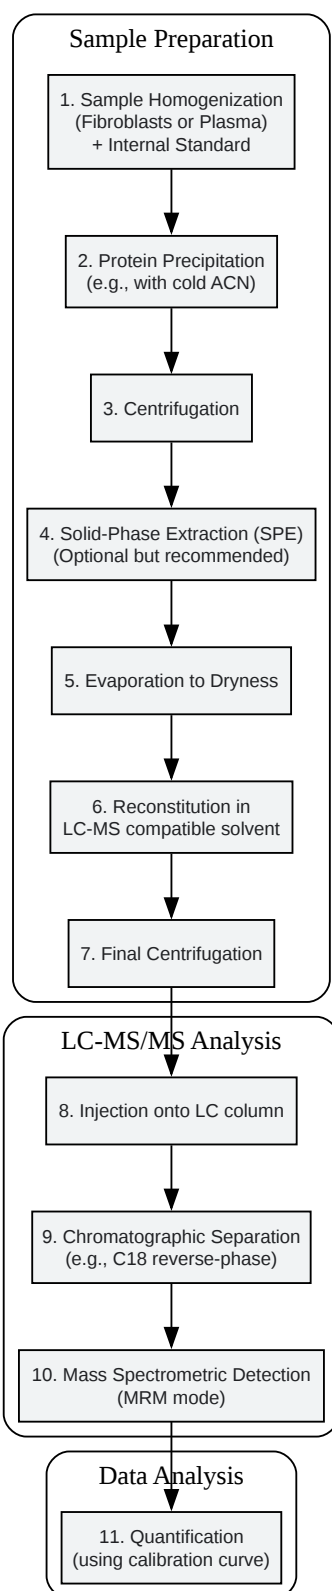 Sample Preparation
1. Sample Homogenization
(Fibroblasts or Plasma)
+ Internal Standard
2. Protein Precipitation
(e.g., with cold ACN)
3. Centrifugation
4. Solid-Phase Extraction (SPE)
(Optional but recommended)
5. Evaporation to Dryness
6. Reconstitution in
LC-MS compatible solvent
7. Final Centrifugation
LC-MS/MS Analysis
8. Injection onto LC column
9. Chromatographic Separation
(e.g., C18 reverse-phase)
10. Mass Spectrometric Detection
(MRM mode)
Data Analysis
11. Quantification
(using calibration curve)